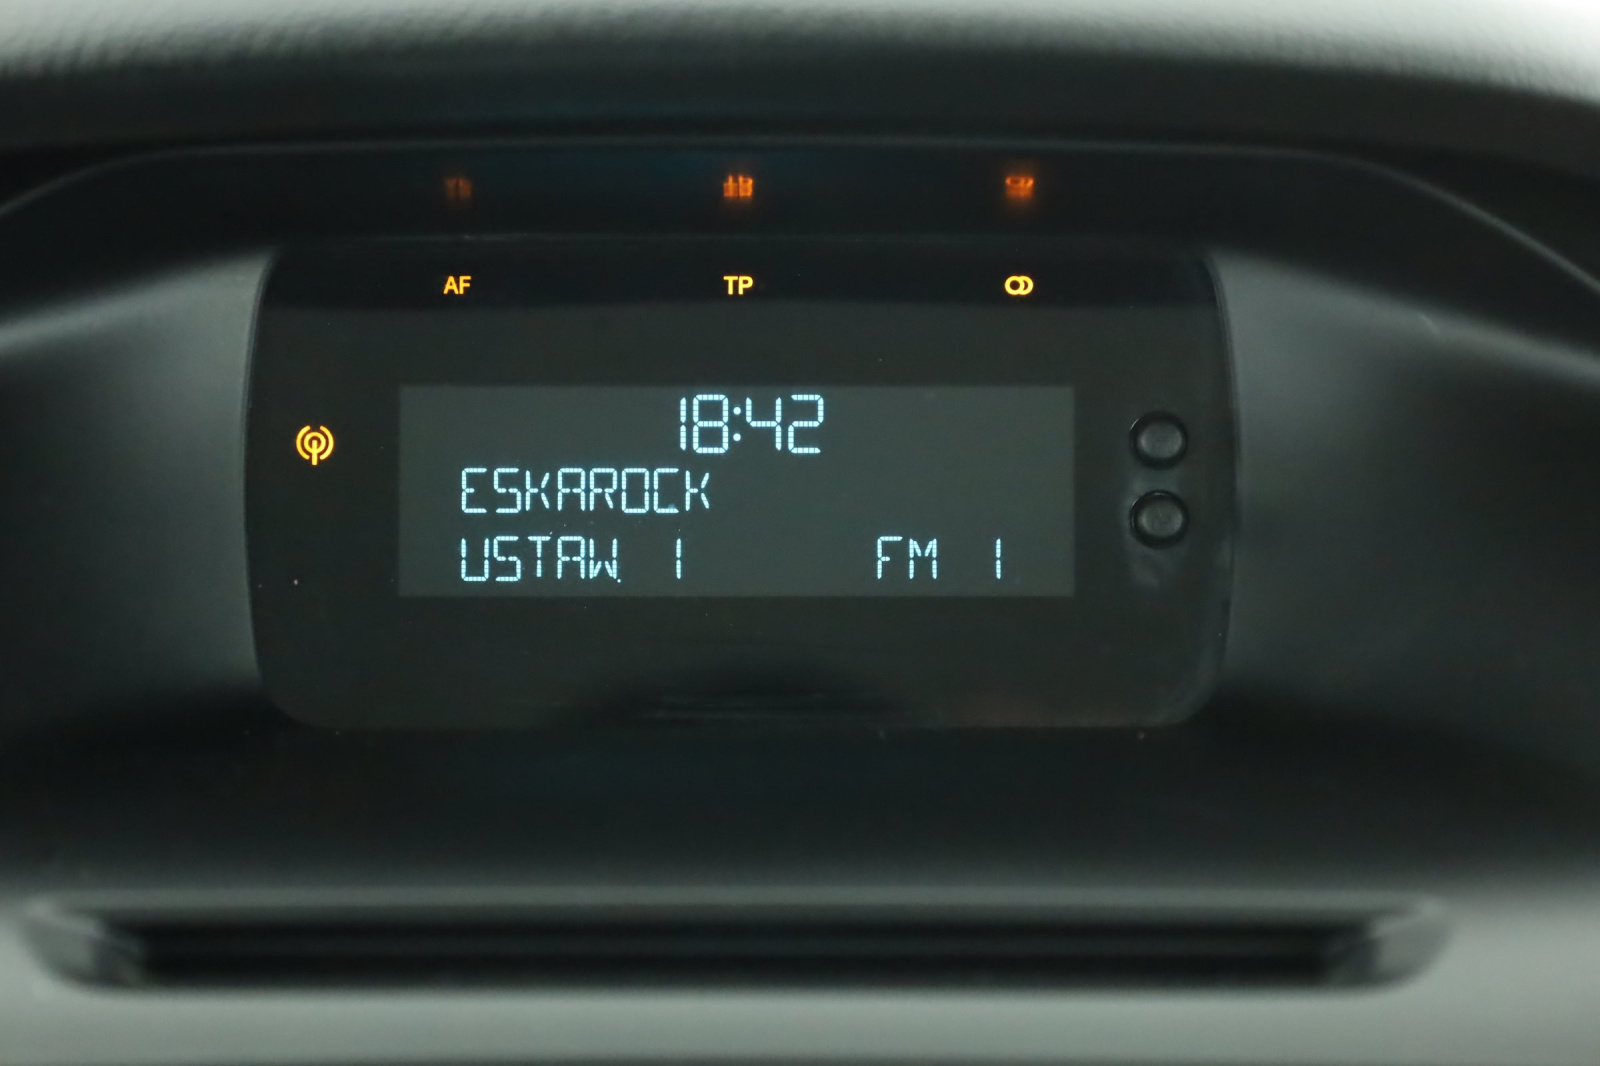 AF TP
18:42
ESKAROCK
USTAW. 1 FM 1